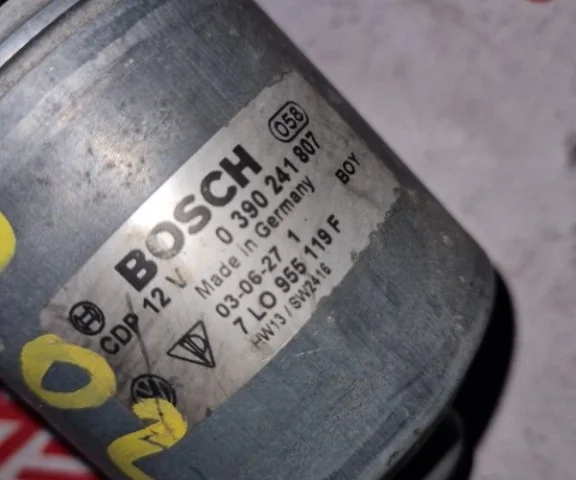 058
BOSCH
CDP 12 V 0 390 241 807
Made in Germany BOY
03-06-27 1
7 LO 955 119 F
HW13 / SW2416
02